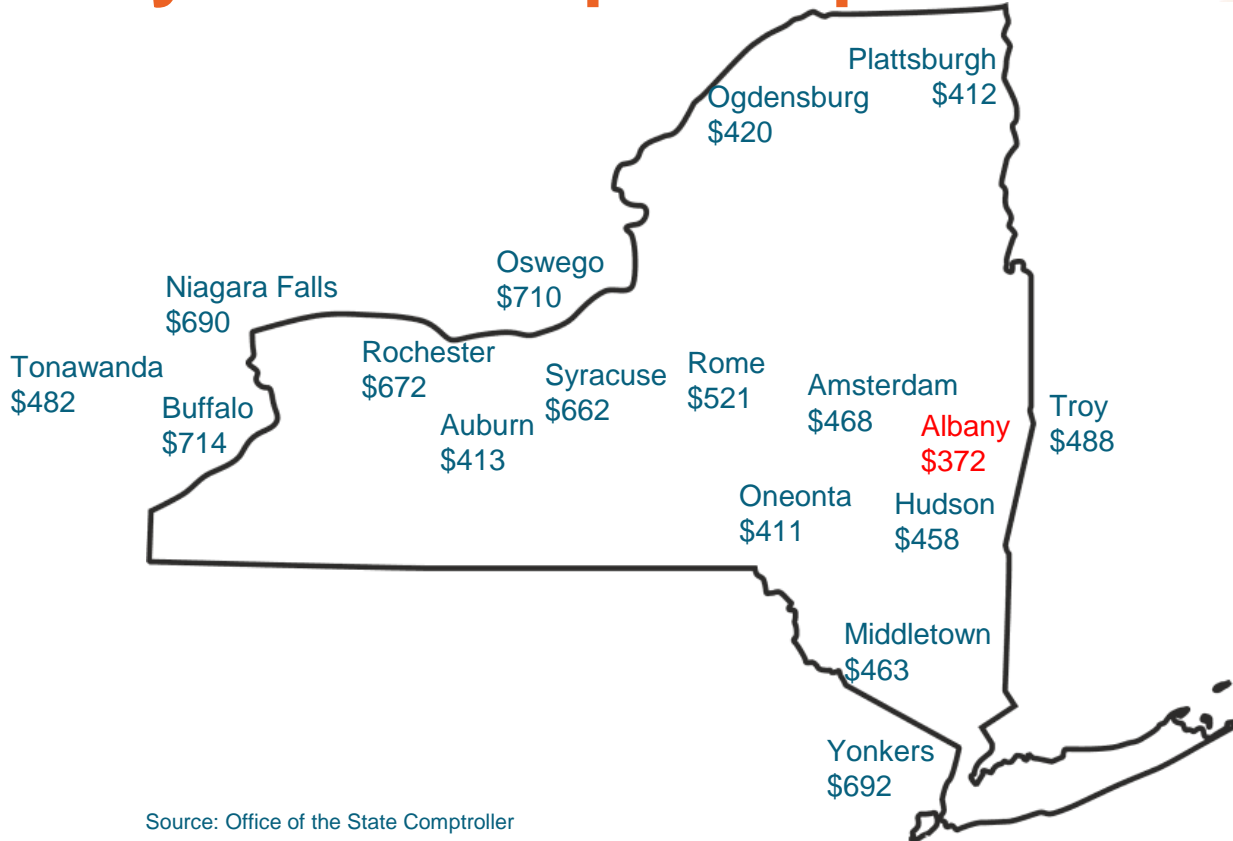 Plattsburgh
$412
Ogdensburg
$420
Oswego
$710
Niagara Falls
$690
Rochester
$672
Tonawanda
$482
Syracuse
$662
Rome
$521
Amsterdam
$468
Troy
$488
Buffalo
$714
Auburn
$413
Albany
$372
Oneonta
$411
Hudson
$458
Middletown
$463
Yonkers
$692
Source: Office of the State Comptroller